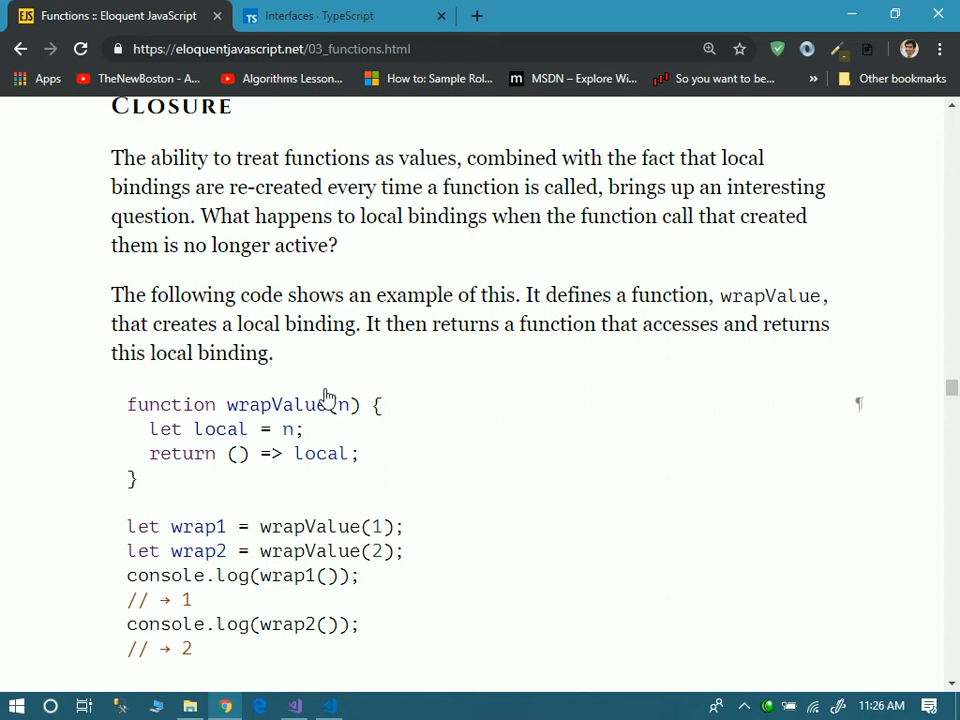 Functions :: Eloquent JavaScript
TS Interfaces · TypeScript
https://eloquentjavascript.net/03_functions.html
Apps TheNewBoston - A... Algorithms Lesson... How to: Sample Rol... MSDN – Explore Wi... So you want to be... » Other bookmarks
CLOSURE
The ability to treat functions as values, combined with the fact that local
bindings are re-created every time a function is called, brings up an interesting
question. What happens to local bindings when the function call that created
them is no longer active?
The following code shows an example of this. It defines a function, wrapValue,
that creates a local binding. It then returns a function that accesses and returns
this local binding.
function wrapValue(n) {
let local = n;
return () => local;
}
let wrap1 = wrapValue(1);
let wrap2 = wrapValue(2);
console.log(wrap1());
// → 1
console.log(wrap2());
// → 2
¶
11:26 AM